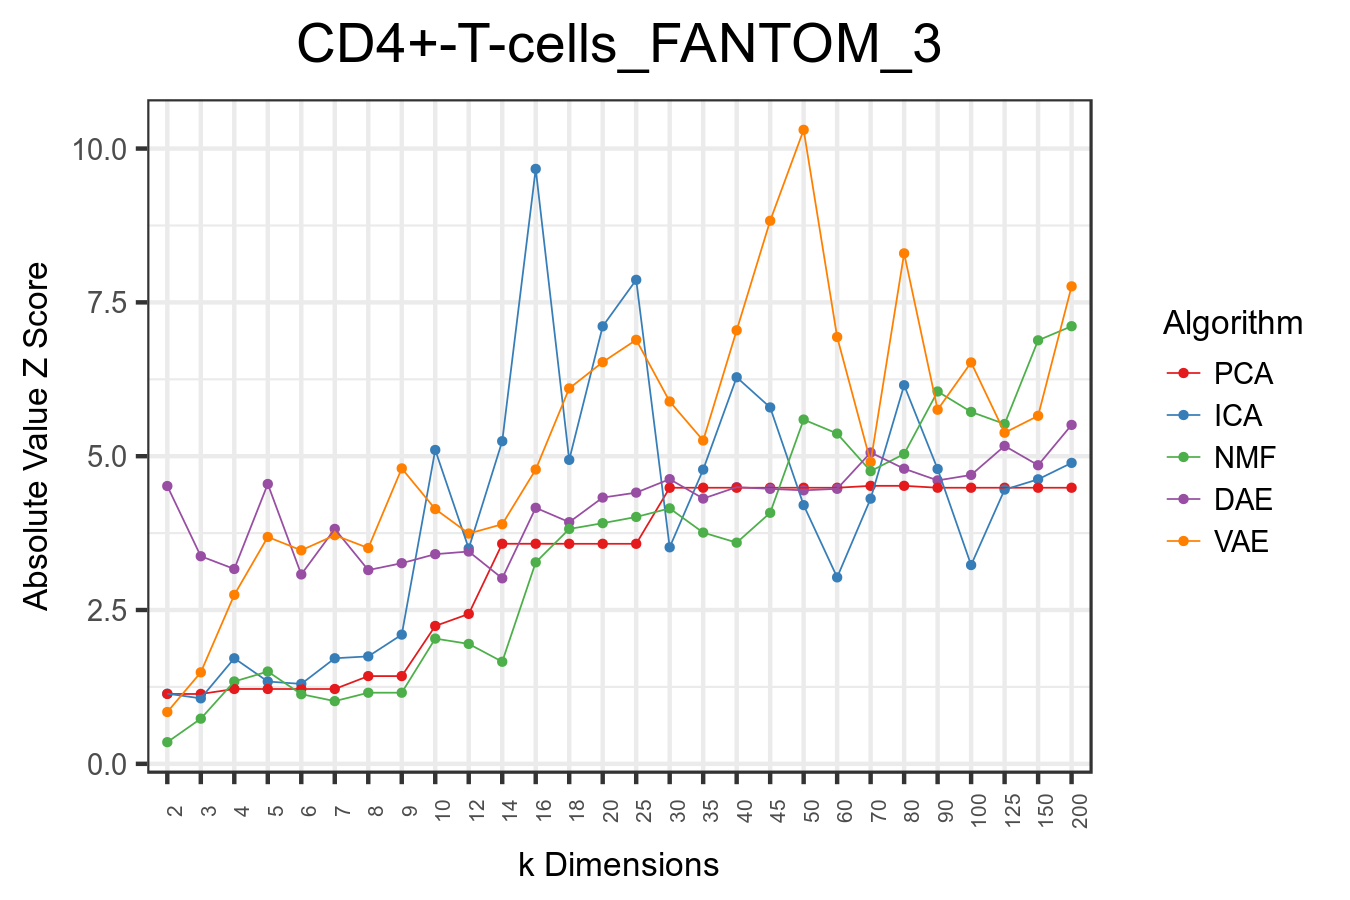 CD4+-T-cells_FANTOM_3
Absolute Value Z Score
10.0
7.5
5.0
2.5
0.0
2 3 4 5 6 7 8 9 10 12 14 16 18 20 25 30 35 40 45 50 60 70 80 90 100 125 150 200
k Dimensions
Algorithm
PCA
ICA
NMF
DAE
VAE